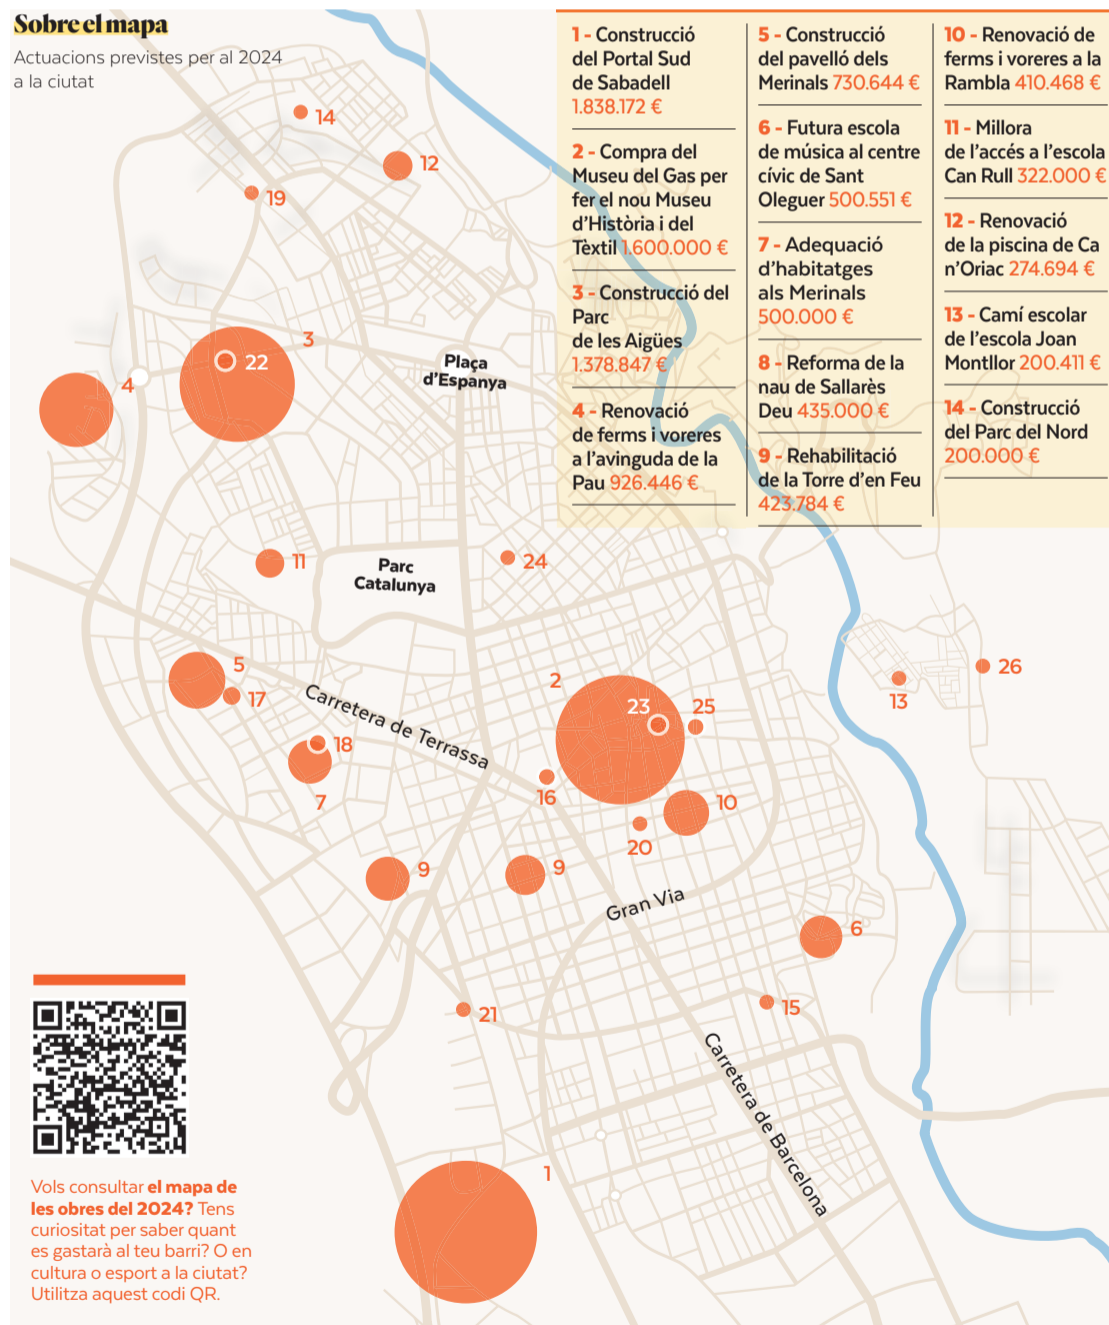 Sobre el mapa
Actuacions previstes per al 2024
a la ciutat
1 - Construcció
del Portal Sud
de Sabadell
1.838.172 €
2 - Compra del
Museu del Gas per
fer el nou Museu
d'Història i del
Tèxtil 1.600.000 €
3 - Construcció del
Parc
de les Aigües
1.378.847 €
4 - Renovació
de ferms i voreres
a l'avinguda de la
Pau 926.446 €
5 - Construcció
del pavelló dels
Merinals 730.644 €
6 - Futura escola
de música al centre
cívic de Sant
Oleguer 500.551 €
7 - Adequació
d'habitatges
als Merinals
500.000 €
8 - Reforma de la
nau de Sallarès
Deu 435.000 €
9 - Rehabilitació
de la Torre d'en Feu
423.784 €
10 - Renovació de
ferms i voreres a la
Rambla 410.468 €
11 - Millora
de l'accés a l'escola
Can Rull 322.000 €
12 - Renovació
de la piscina de Ca
n'Oriac 274.694 €
13 - Camí escolar
de l'escola Joan
Montllor 200.411 €
14 - Construcció
del Parc del Nord
200.000 €
14
12
19
3
22
4
Plaça
d'Espanya
11
Parc
Catalunya
24
5
17
2
23
25
26
13
Carretera de Terrassa
18
7
16
10
20
9
9
Gran Via
6
21
15
Carretera de Barcelona
1
Vols consultar el mapa de
les obres del 2024? Tens
curiositat per saber quant
es gastarà al teu barri? O en
cultura o esport a la ciutat?
Utilitza aquest codi QR.